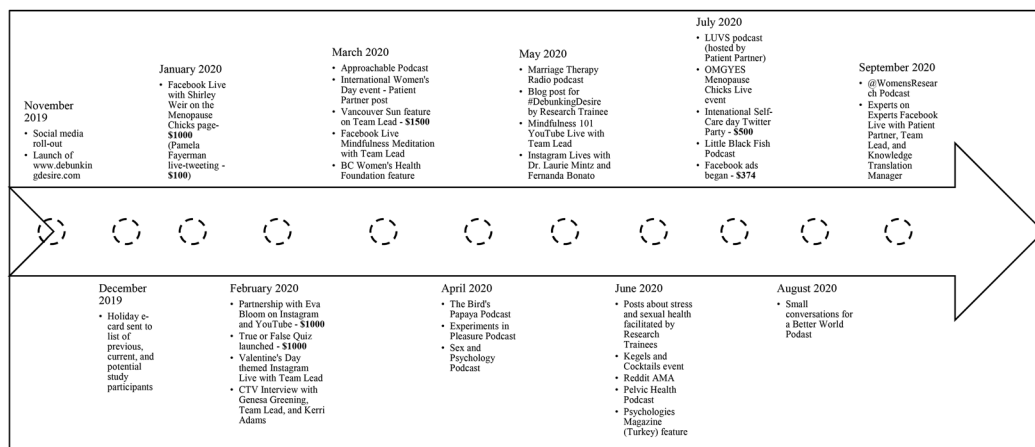 November
2019
• Social media
roll-out
• Launch of
www.debunkin
gdesire.com
December
2019
• Holiday e-
card sent to
list of
previous,
current, and
potential
study
participants
January 2020
• Facebook Live
with Shirley
Weir on the
Menopause
Chicks page-
$1000
(Pamela
Fayerman
live-tweeting -
$100)
February 2020
• Partnership with Eva
Bloom on Instagram
and YouTube - $1000
• True or False Quiz
launched - $1000
• Valentine's Day
themed Instagram
Live with Team Lead
• CTV Interview with
Genesa Greening,
Team Lead, and Kerri
Adams
March 2020
• Approachable Podcast
• International Women's
Day event - Patient
Partner post
• Vancouver Sun feature
on Team Lead - $1500
• Facebook Live
Mindfulness Meditation
with Team Lead
• BC Women's Health
Foundation feature
April 2020
• The Bird's
Papaya Podcast
• Experiments in
Pleasure Podcast
• Sex and
Psychology
Podcast
May 2020
• Marriage Therapy
Radio podcast
• Blog post for
#DebunkingDesire
by Research Trainee
• Mindfulness 101
YouTube Live with
Team Lead
• Instagram Lives with
Dr. Laurie Mintz and
Fernanda Bonato
June 2020
• Posts about stress
and sexual health
facilitated by
Research
Trainees
• Kegels and
Cocktails event
• Reddit AMA
• Pelvic Health
Podcast
• Psychologies
Magazine
(Turkey) feature
July 2020
• LUVS podcast
(hosted by
Patient Partner)
• OMGYES
Menopause
Chicks Live
event
• Intenational Self-
Care day Twitter
Party - $500
• Little Black Fish
Podcast
• Facebook ads
began - $374
August 2020
• Small
conversations for
a Better World
Podast
September 2020
• @WomensResear
ch Podcast
• Experts on
Experts Facebook
Live with Patient
Partner, Team
Lead, and
Knowledge
Translation
Manager